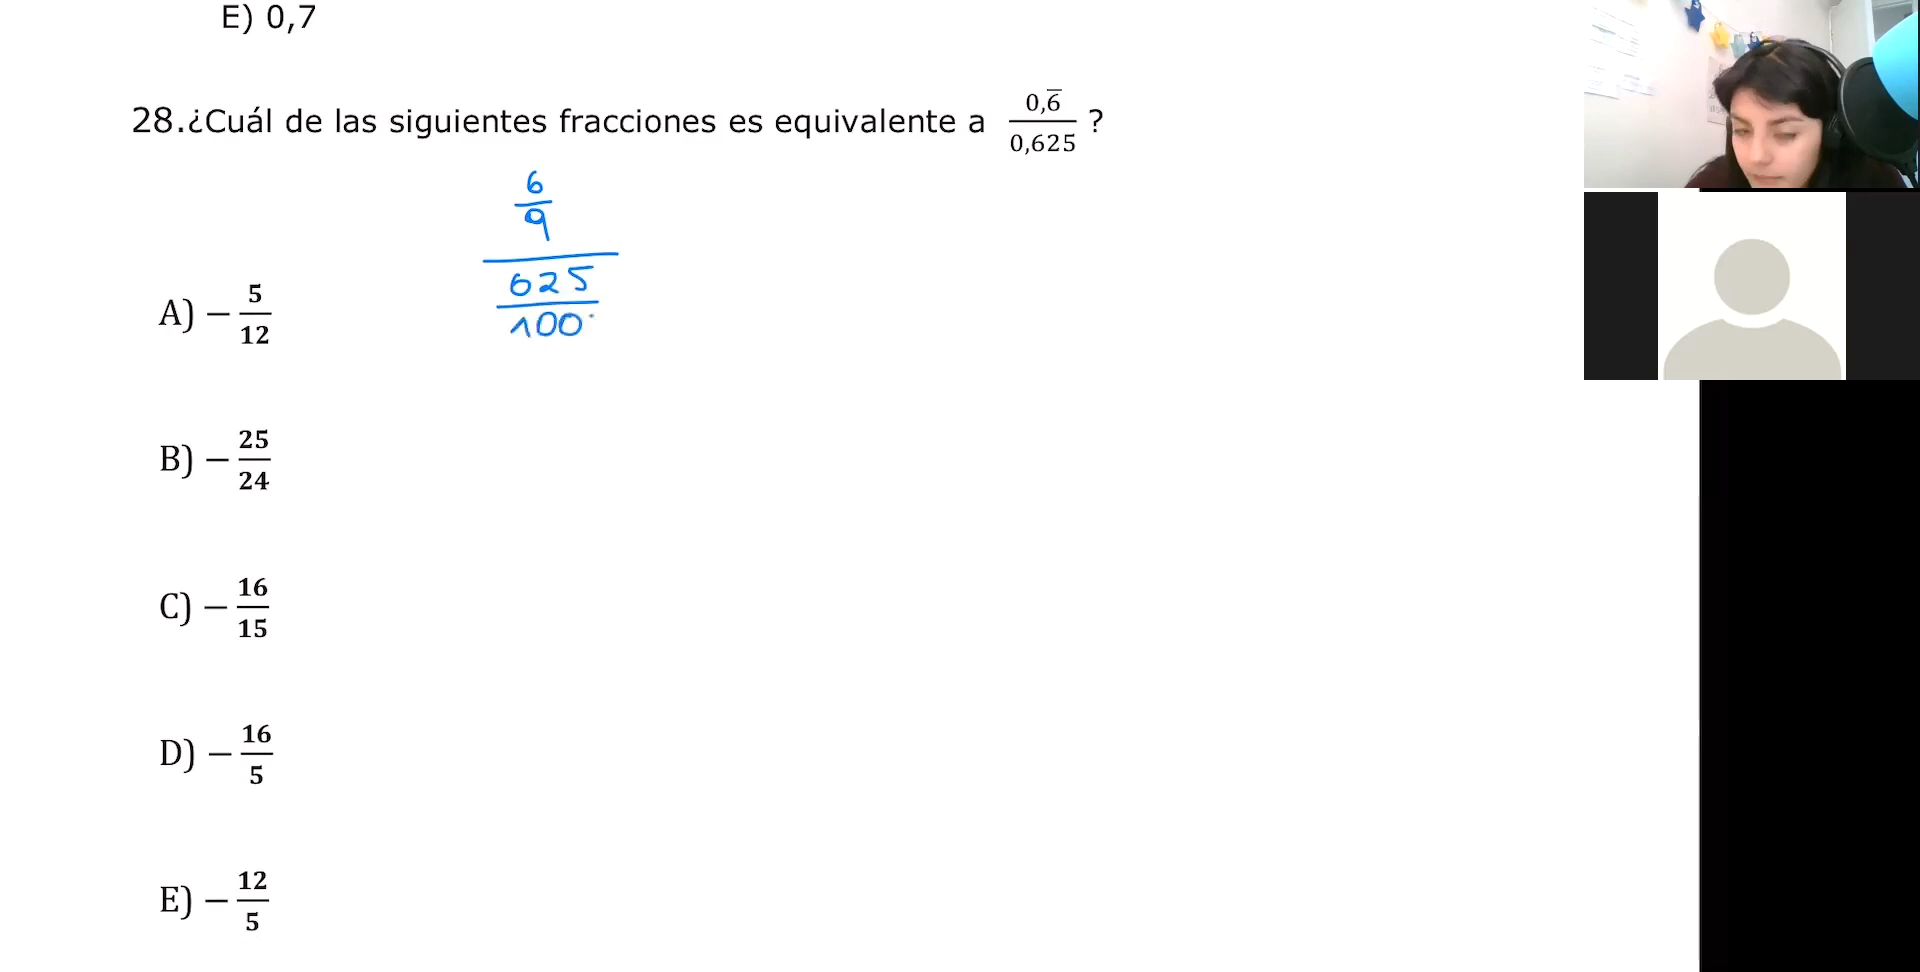 E) 0,7
28.¿Cuál de las siguientes fracciones es equivalente a 0,6̅/0,625 ?
6
9
625
100
A) − 5/12
B) − 25/24
C) − 16/15
D) − 16/5
E) − 12/5